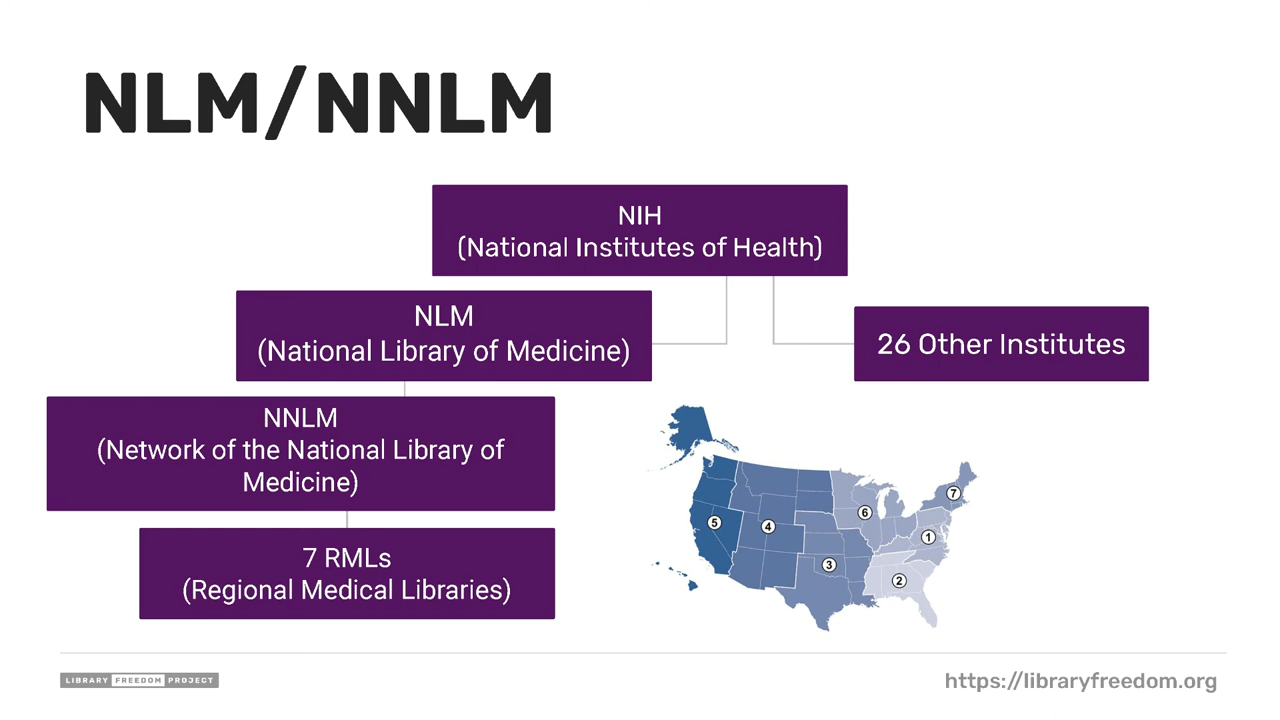 NLM/NNLM
NIH
(National Institutes of Health)
NLM
(National Library of Medicine)
26 Other Institutes
NNLM
(Network of the National Library of
Medicine)
7 RMLs
(Regional Medical Libraries)
5
4
3
6
7
1
2
LIBRARY FREEDOM PROJECT
https://libraryfreedom.org